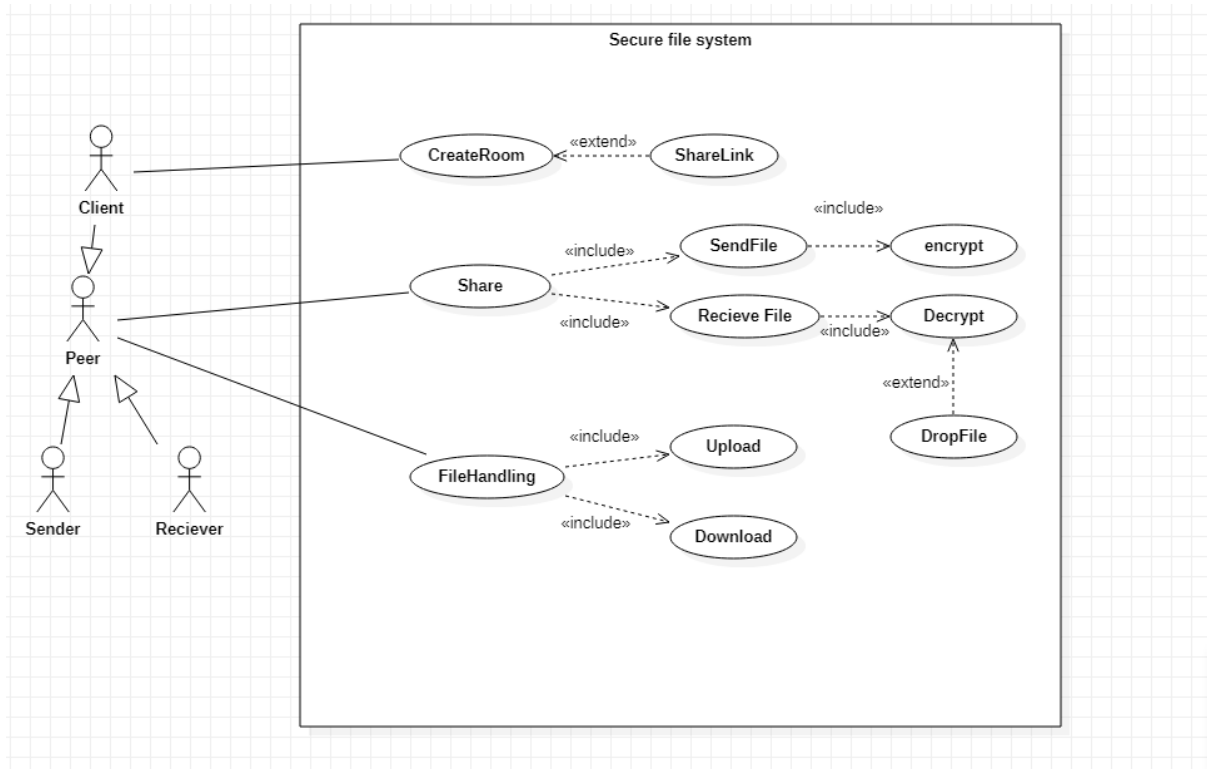 Secure file system
CreateRoom
«extend»
ShareLink
Client
«include»
SendFile
«include»
encrypt
Share
«include»
Recieve File
«include»
Decrypt
Peer
«extend»
DropFile
«include»
Upload
FileHandling
«include»
Download
Sender
Reciever